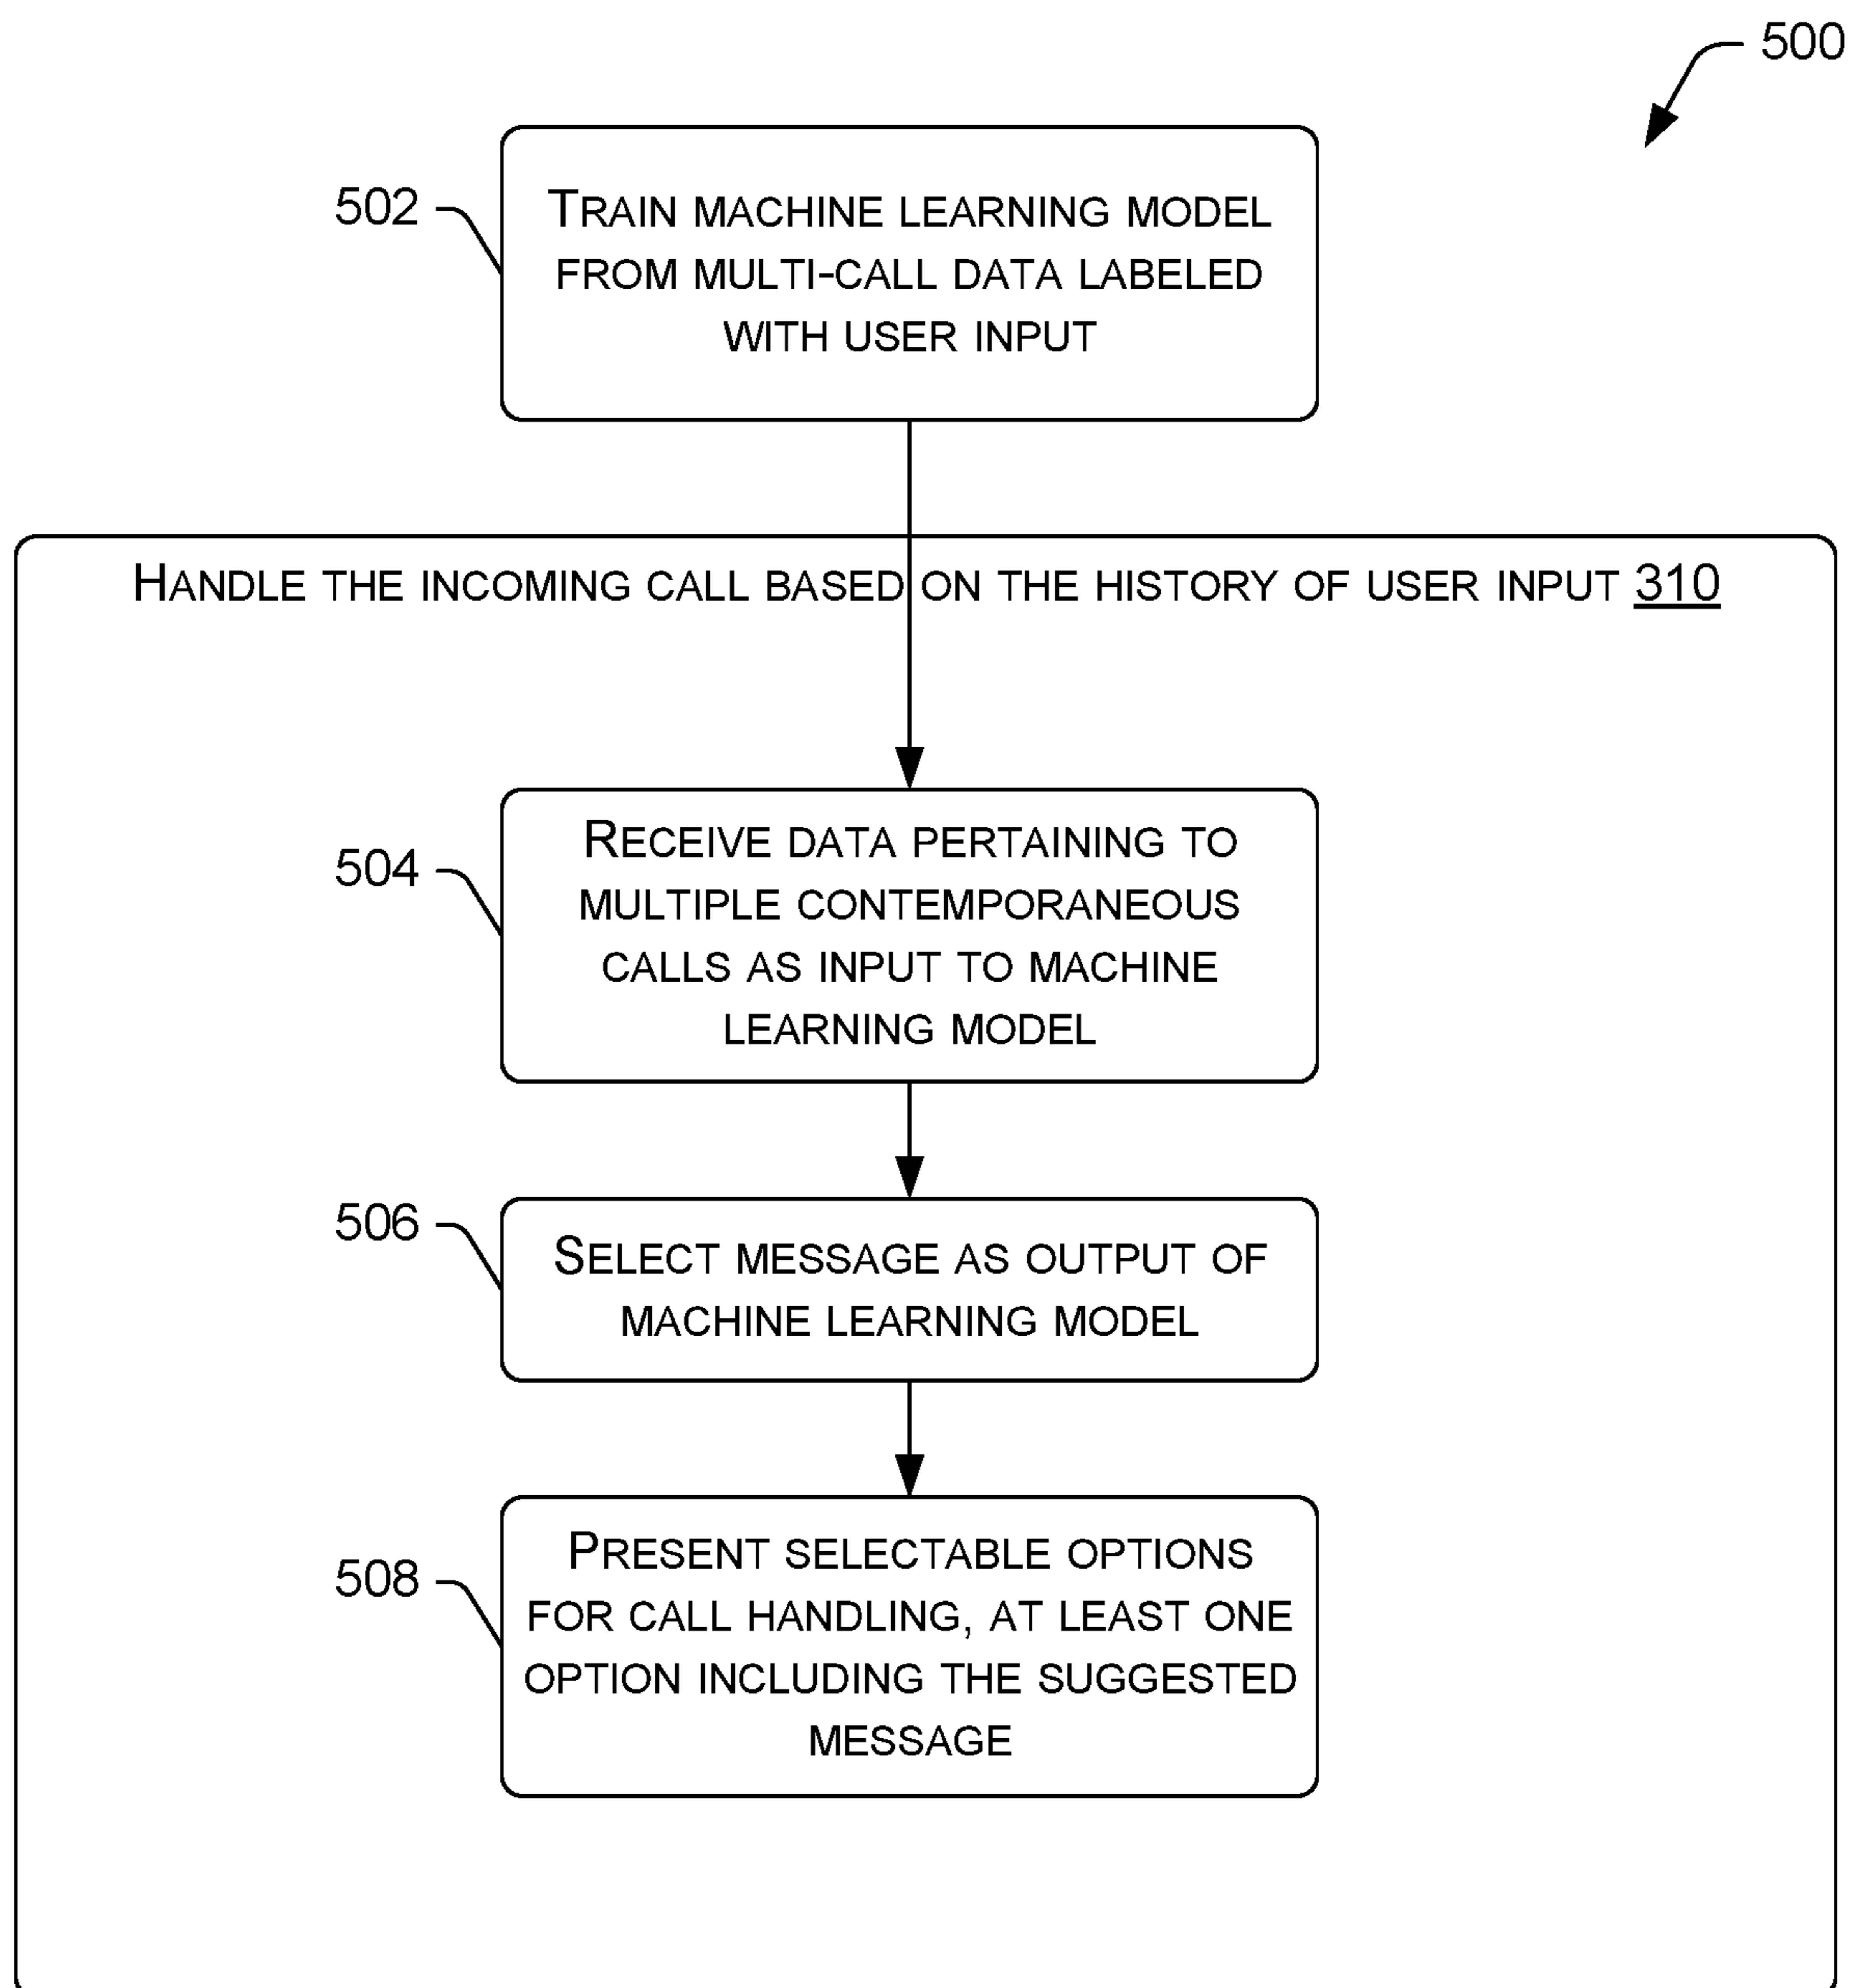 500
502
TRAIN MACHINE LEARNING MODEL
FROM MULTI-CALL DATA LABELED
WITH USER INPUT
HANDLE THE INCOMING CALL BASED ON THE HISTORY OF USER INPUT 310
504
RECEIVE DATA PERTAINING TO
MULTIPLE CONTEMPORANEOUS
CALLS AS INPUT TO MACHINE
LEARNING MODEL
506
SELECT MESSAGE AS OUTPUT OF
MACHINE LEARNING MODEL
508
PRESENT SELECTABLE OPTIONS
FOR CALL HANDLING, AT LEAST ONE
OPTION INCLUDING THE SUGGESTED
MESSAGE